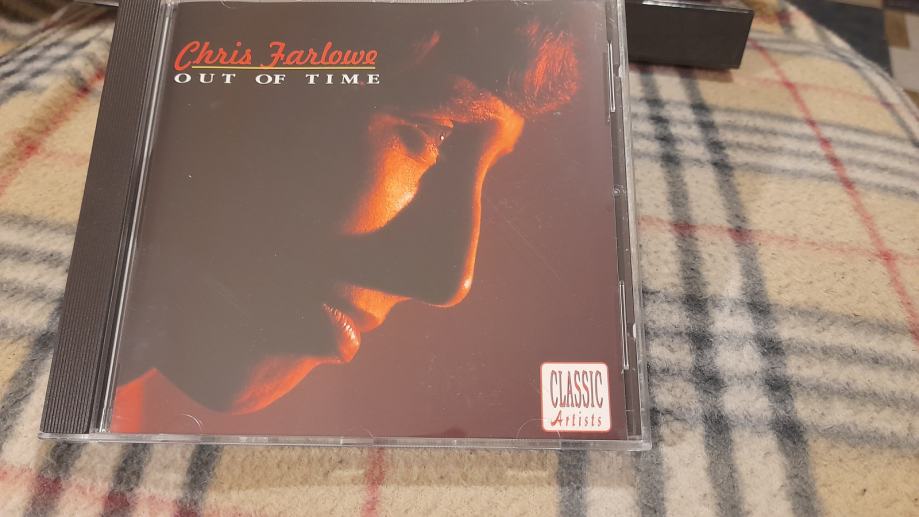 Chris Farlowe
OUT OF TIME
CLASSIC
Artists